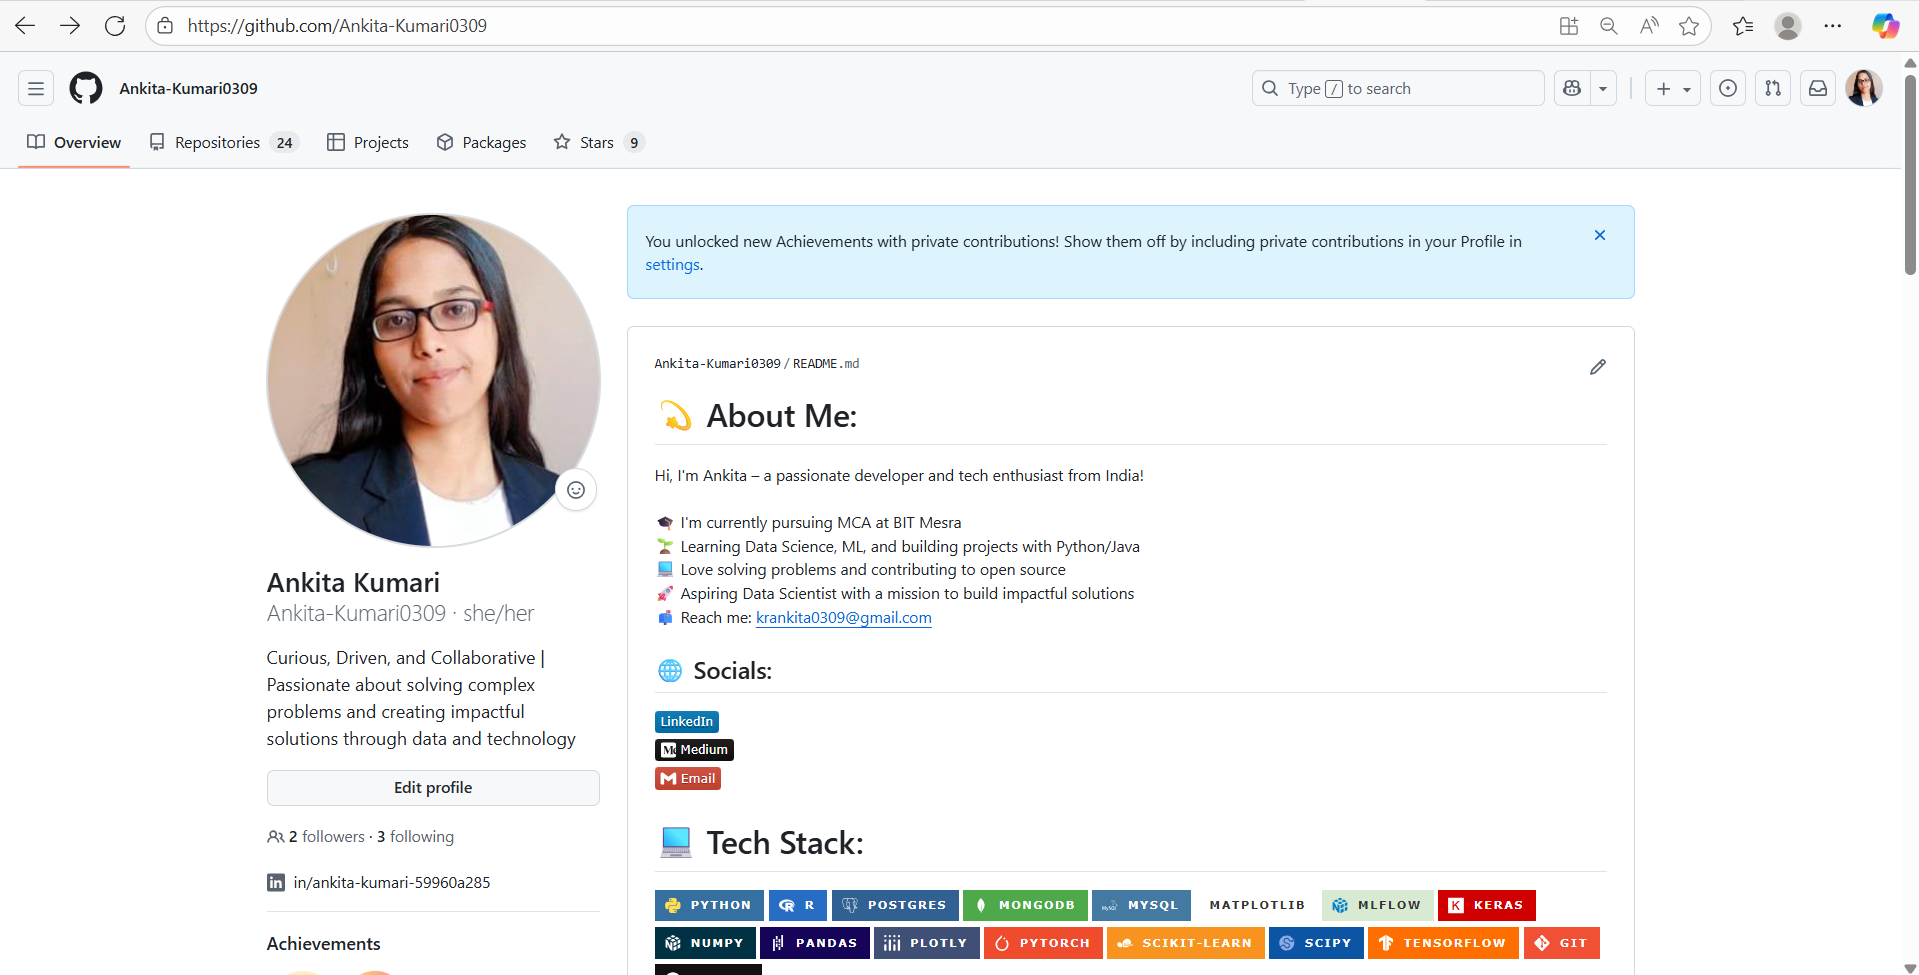 https://github.com/Ankita-Kumari0309
Ankita-Kumari0309
Type / to search
Overview
Repositories 24
Projects
Packages
Stars 9
You unlocked new Achievements with private contributions! Show them off by including private contributions in your Profile in
settings.
Ankita-Kumari0309 / README.md
About Me:
Hi, I'm Ankita – a passionate developer and tech enthusiast from India!
I'm currently pursuing MCA at BIT Mesra
Learning Data Science, ML, and building projects with Python/Java
Love solving problems and contributing to open source
Aspiring Data Scientist with a mission to build impactful solutions
Reach me: krankita0309@gmail.com
Ankita Kumari
Ankita-Kumari0309 · she/her
Curious, Driven, and Collaborative |
Passionate about solving complex
problems and creating impactful
solutions through data and technology
Edit profile
2 followers · 3 following
in/ankita-kumari-59960a285
Achievements
Socials:
LinkedIn
Medium
Email
Tech Stack:
PYTHON R POSTGRES MONGODB MYSQL MATPLOTLIB MLFLOW KERAS
NUMPY PANDAS PLOTLY PYTORCH SCIKIT-LEARN SCIPY TENSORFLOW GIT